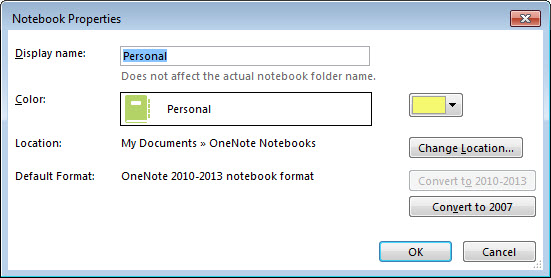 Notebook Properties
Display name: Personal
Does not affect the actual notebook folder name.
Color: Personal
Location: My Documents » OneNote Notebooks Change Location...
Default Format: OneNote 2010-2013 notebook format Convert to 2010-2013
Convert to 2007
OK Cancel